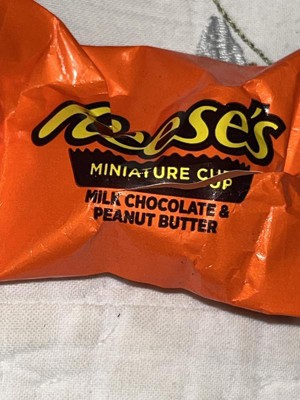 Reese's
MINIATURE CUP
MILK CHOCOLATE &
PEANUT BUTTER